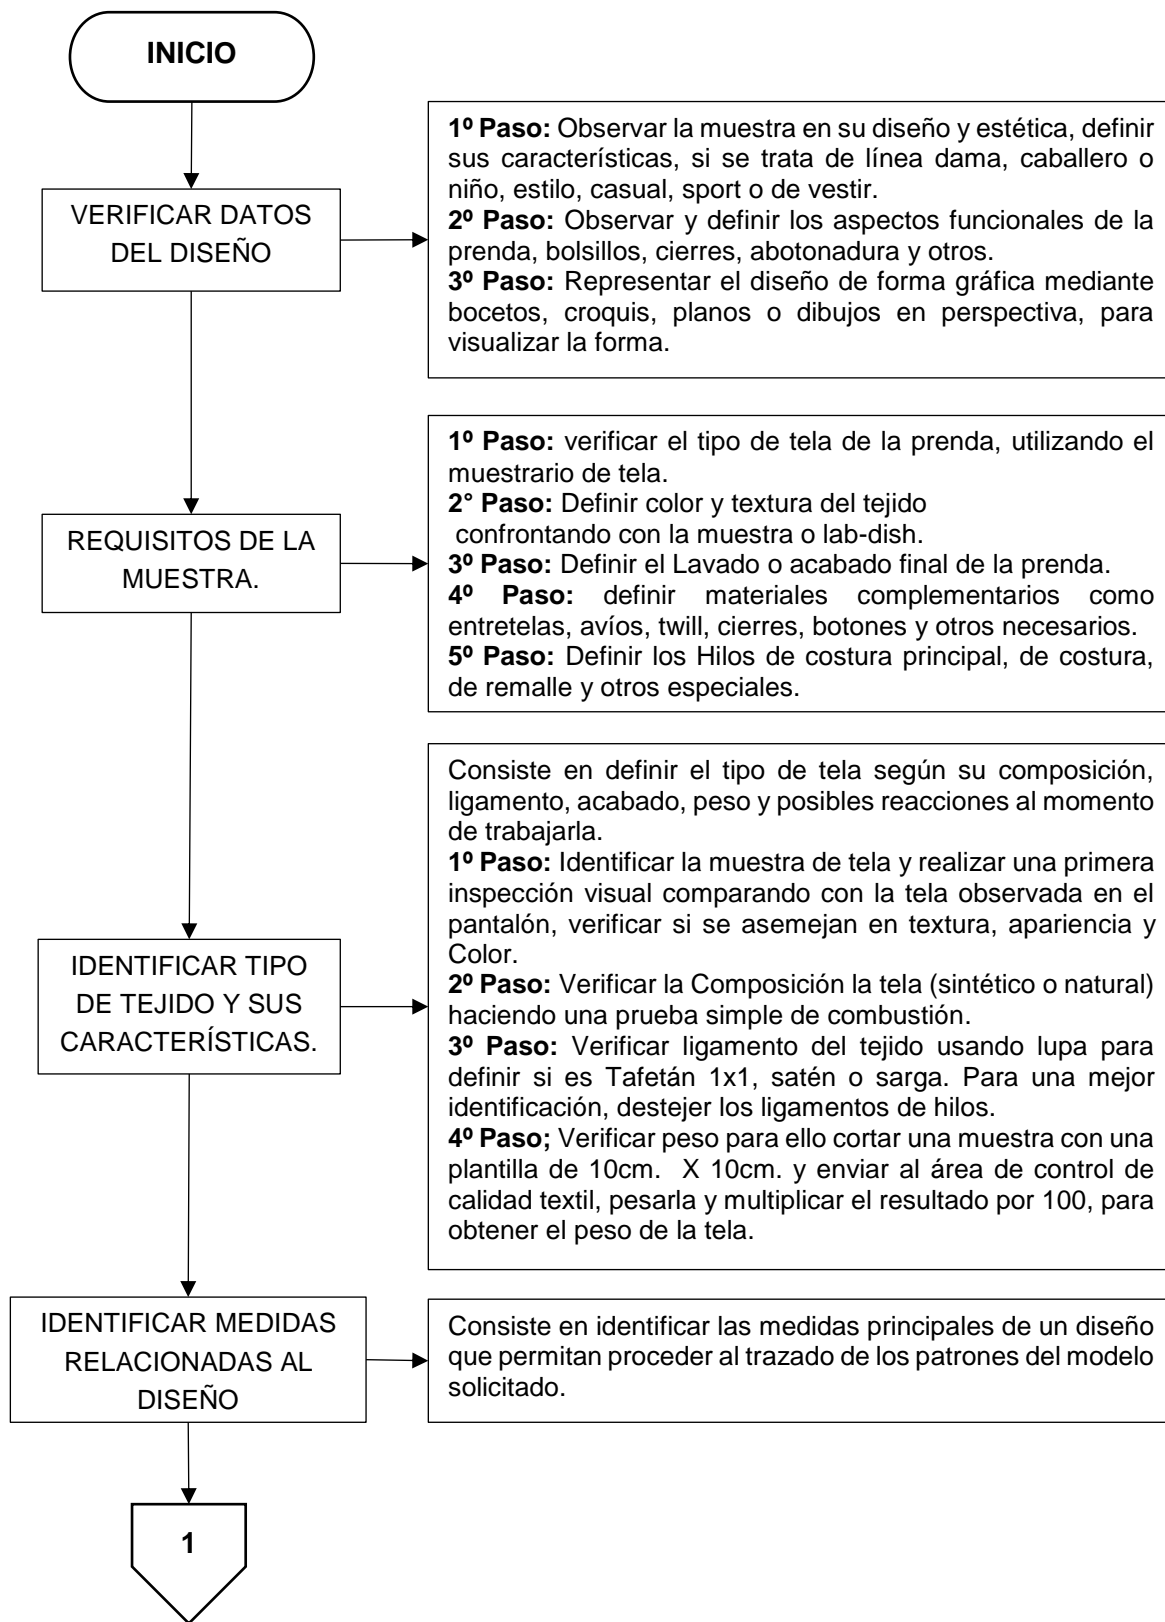 INICIO
VERIFICAR DATOS
DEL DISEÑO
1º Paso: Observar la muestra en su diseño y estética, definir
sus características, si se trata de línea dama, caballero o
niño, estilo, casual, sport o de vestir.
2º Paso: Observar y definir los aspectos funcionales de la
prenda, bolsillos, cierres, abotonadura y otros.
3º Paso: Representar el diseño de forma gráfica mediante
bocetos, croquis, planos o dibujos en perspectiva, para
visualizar la forma.
REQUISITOS DE LA
MUESTRA.
1º Paso: verificar el tipo de tela de la prenda, utilizando el
muestrario de tela.
2° Paso: Definir color y textura del tejido
confrontando con la muestra o lab-dish.
3º Paso: Definir el Lavado o acabado final de la prenda.
4º Paso: definir materiales complementarios como
entretelas, avíos, twill, cierres, botones y otros necesarios.
5º Paso: Definir los Hilos de costura principal, de costura,
de remalle y otros especiales.
IDENTIFICAR TIPO
DE TEJIDO Y SUS
CARACTERÍSTICAS.
Consiste en definir el tipo de tela según su composición,
ligamento, acabado, peso y posibles reacciones al momento
de trabajarla.
1º Paso: Identificar la muestra de tela y realizar una primera
inspección visual comparando con la tela observada en el
pantalón, verificar si se asemejan en textura, apariencia y
Color.
2º Paso: Verificar la Composición la tela (sintético o natural)
haciendo una prueba simple de combustión.
3º Paso: Verificar ligamento del tejido usando lupa para
definir si es Tafetán 1x1, satén o sarga. Para una mejor
identificación, destejer los ligamentos de hilos.
4º Paso; Verificar peso para ello cortar una muestra con una
plantilla de 10cm. X 10cm. y enviar al área de control de
calidad textil, pesarla y multiplicar el resultado por 100, para
obtener el peso de la tela.
IDENTIFICAR MEDIDAS
RELACIONADAS AL
DISEÑO
Consiste en identificar las medidas principales de un diseño
que permitan proceder al trazado de los patrones del modelo
solicitado.
1